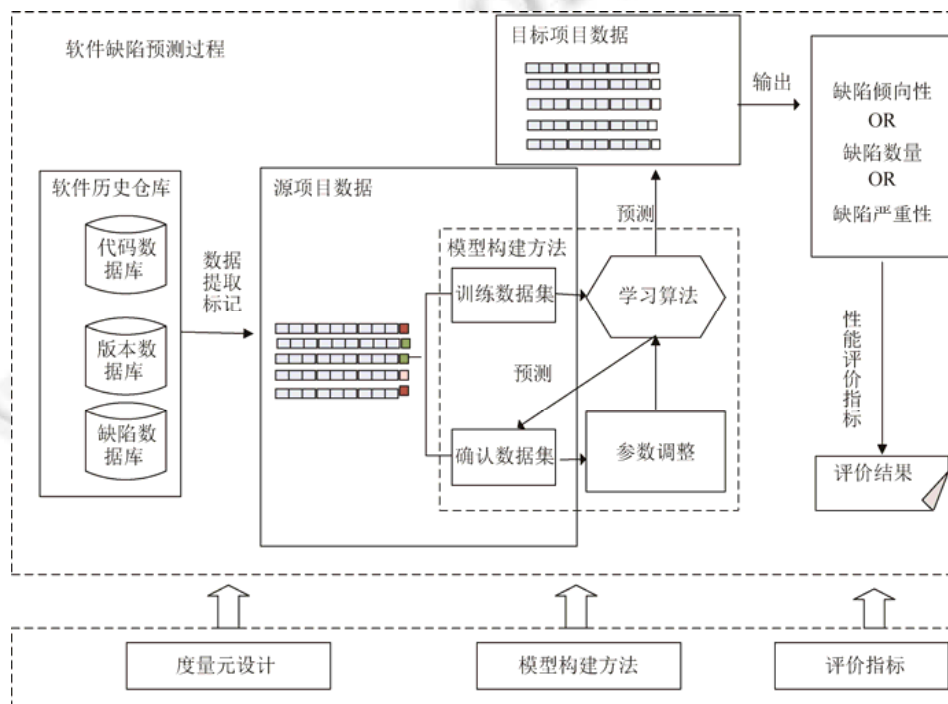 软件缺陷预测过程
目标项目数据
输出
缺陷倾向性
OR
缺陷数量
OR
缺陷严重性
软件历史仓库
代码数
据库
版本数
据库
缺陷数
据库
数据
提取
标记
源项目数据
预测
模型构建方法
训练数据集
学习算法
预测
确认数据集
参数调整
性能评价指标
评价结果
度量元设计
模型构建方法
评价指标